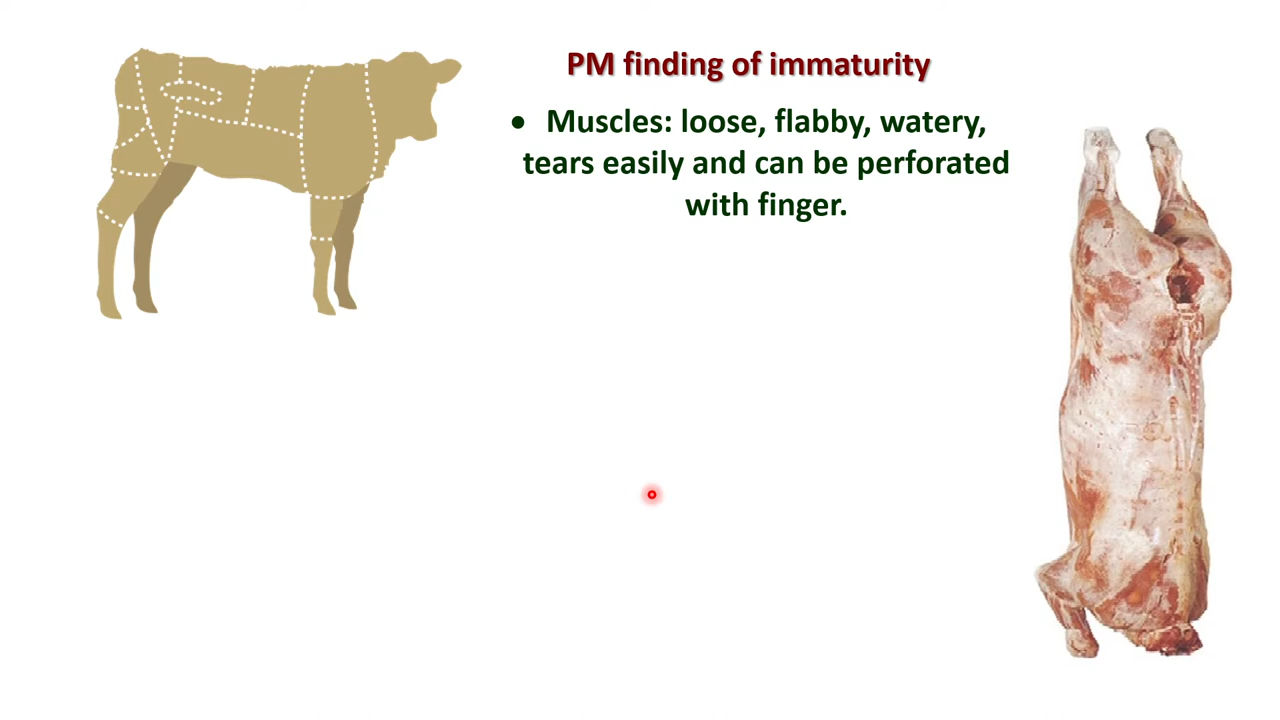 PM finding of immaturity
• Muscles: loose, flabby, watery,
tears easily and can be perforated
with finger.